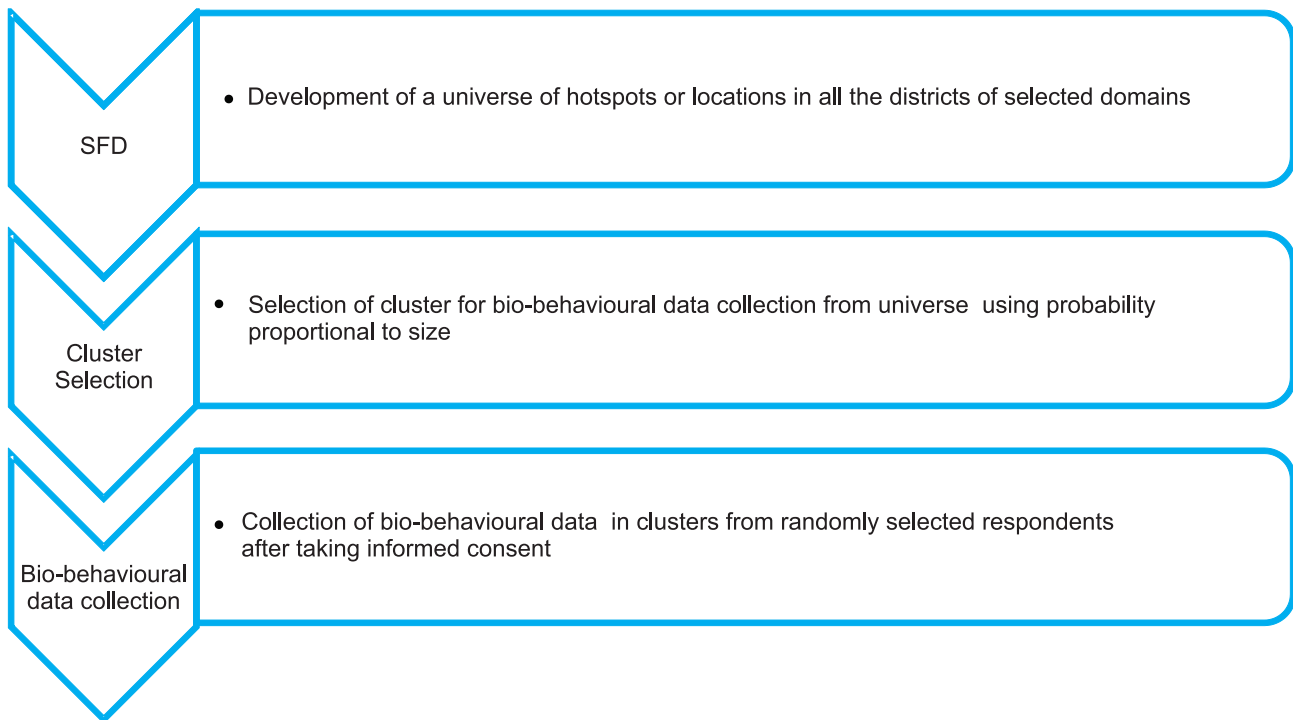 SFD
• Development of a universe of hotspots or locations in all the districts of selected domains
Cluster
Selection
• Selection of cluster for bio-behavioural data collection from universe using probability
proportional to size
Bio-behavioural
data collection
• Collection of bio-behavioural data in clusters from randomly selected respondents
after taking informed consent